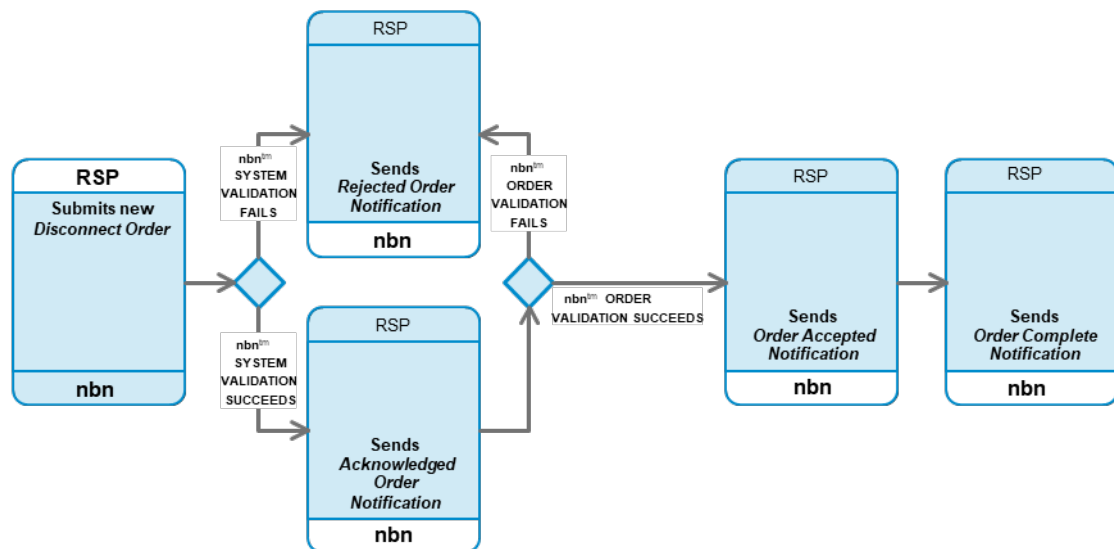 RSP
Submits new
Disconnect Order
nbn
nbn™
SYSTEM
VALIDATION
FAILS
nbn™
SYSTEM
VALIDATION
SUCCEEDS
RSP
Sends
Rejected Order
Notification
nbn
RSP
Sends
Acknowledged
Order
Notification
nbn
nbn™
ORDER
VALIDATION
FAILS
nbn™ ORDER
VALIDATION SUCCEEDS
RSP
Sends
Order Accepted
Notification
nbn
RSP
Sends
Order Complete
Notification
nbn